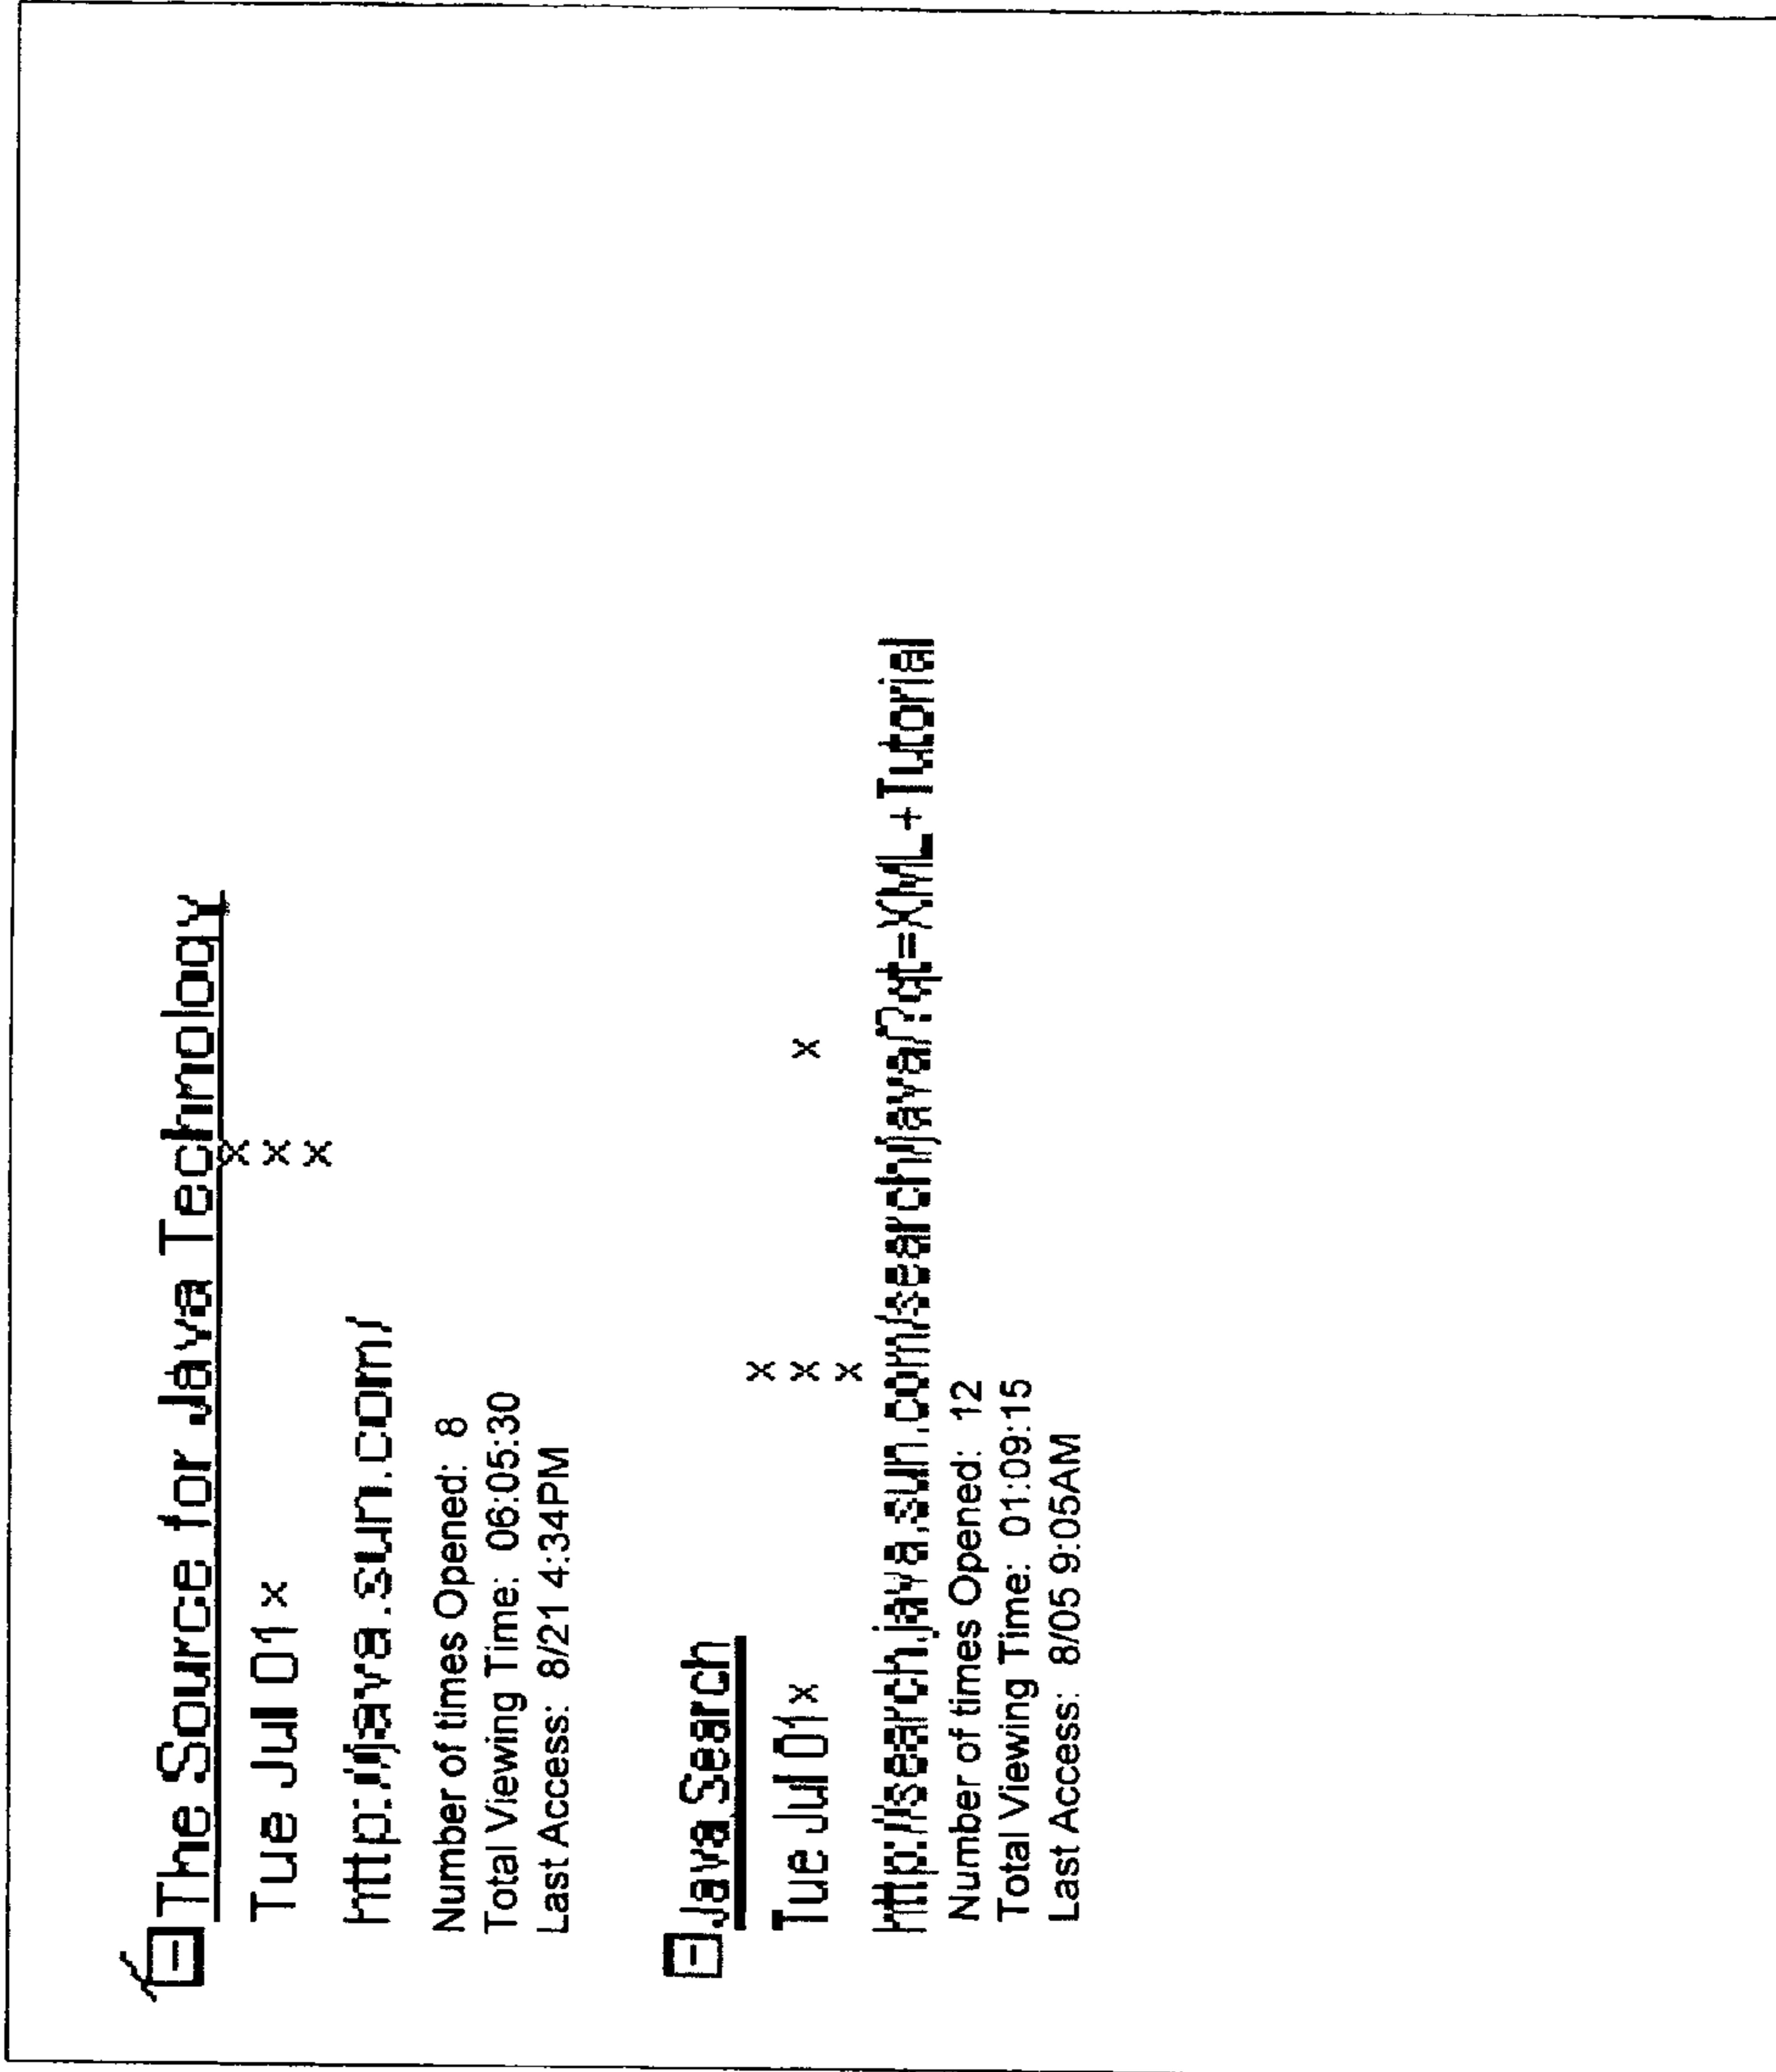 The Source for Java Technology
x
x
x
Tue Jul 01 x
http://java.sun.com/
Number of times Opened: 8
Total Viewing Time: 06:05:30
Last Access: 8/21 4:34PM
Java Search
x
x x
x
Tue Jul 01 x
http://search.java.sun.com/search/java/?qt=XML+Tutorial
Number of times Opened: 12
Total Viewing Time: 01:09:15
Last Access: 8/05 9:05AM